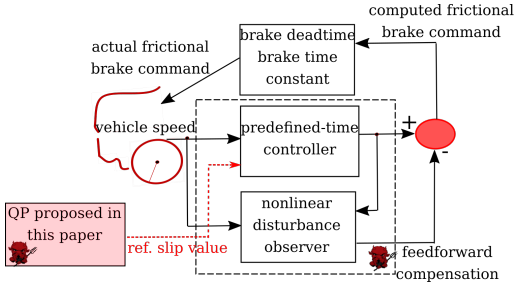 computed frictional
brake command
brake deadtime
brake time
constant
actual frictional
brake command
vehicle speed
predefined-time
controller
+
-
QP proposed in
this paper
ref. slip value
nonlinear
disturbance
observer
feedforward
compensation